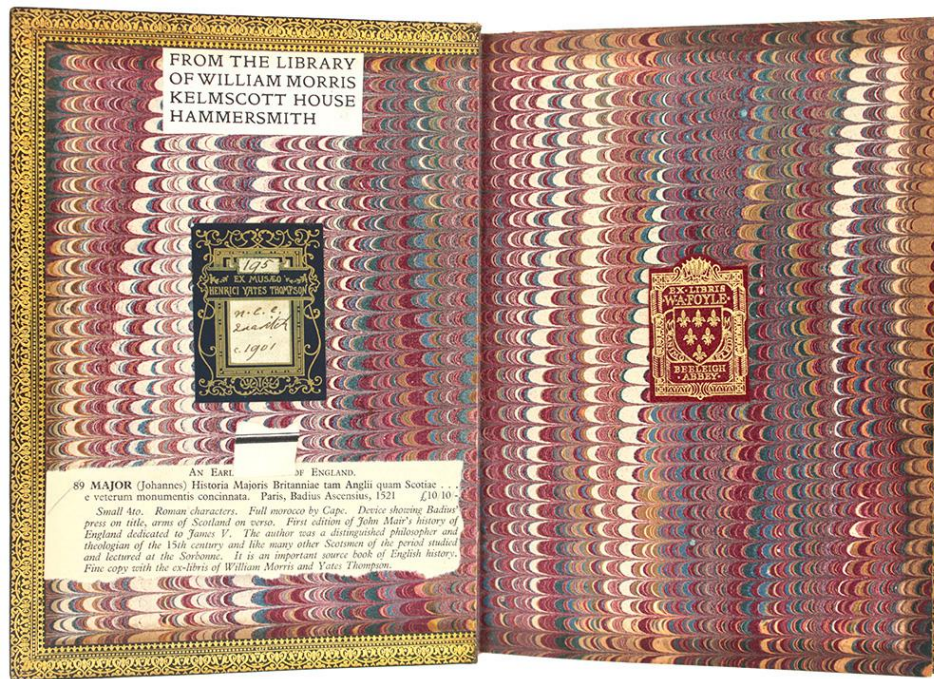 FROM THE LIBRARY
OF WILLIAM MORRIS
KELMSCOTT HOUSE
HAMMERSMITH
EX MUSÆO
HENRICI YATES THOMPSON
c. 1901
AN EARL OF ENGLAND.
89 MAJOR (Johannes) Historia Majoris Britanniae tam Anglii quam Scotiae . . .
e veterum monumentis concinnata. Paris, Badius Ascensius, 1521 £10 10 -
Small 4to. Roman characters. Full morocco by Cape. Device showing Badius'
press on title, arms of Scotland on verso. First edition of John Mair's history of
England dedicated to James V. The author was a distinguished philosopher and
theologian of the 15th century and like many other Scotsmen of the period studied
and lectured at the Sorbonne. It is an important source book of English history.
Fine copy with the ex-libris of William Morris and Yates Thompson.
EX-LIBRIS
W·A·FOYLE·
BEELEIGH
·ABBEY·